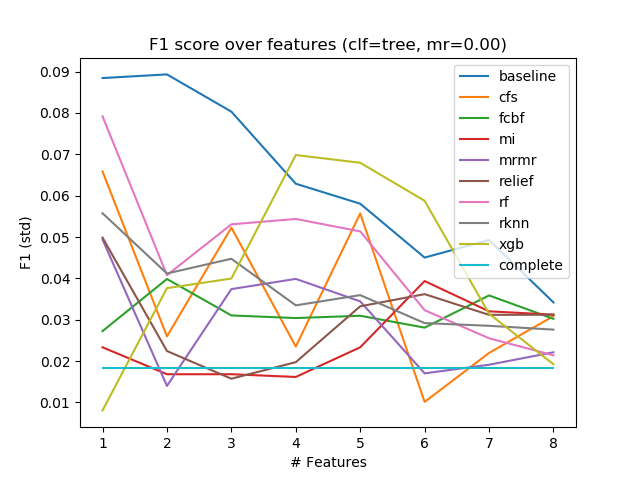 F1 score over features (clf=tree, mr=0.00)
F1 (std)
0.09
0.08
0.07
0.06
0.05
0.04
0.03
0.02
0.01
baseline
cfs
fcbf
mi
mrmr
relief
rf
rknn
xgb
complete
1 2 3 4 5 6 7 8
# Features